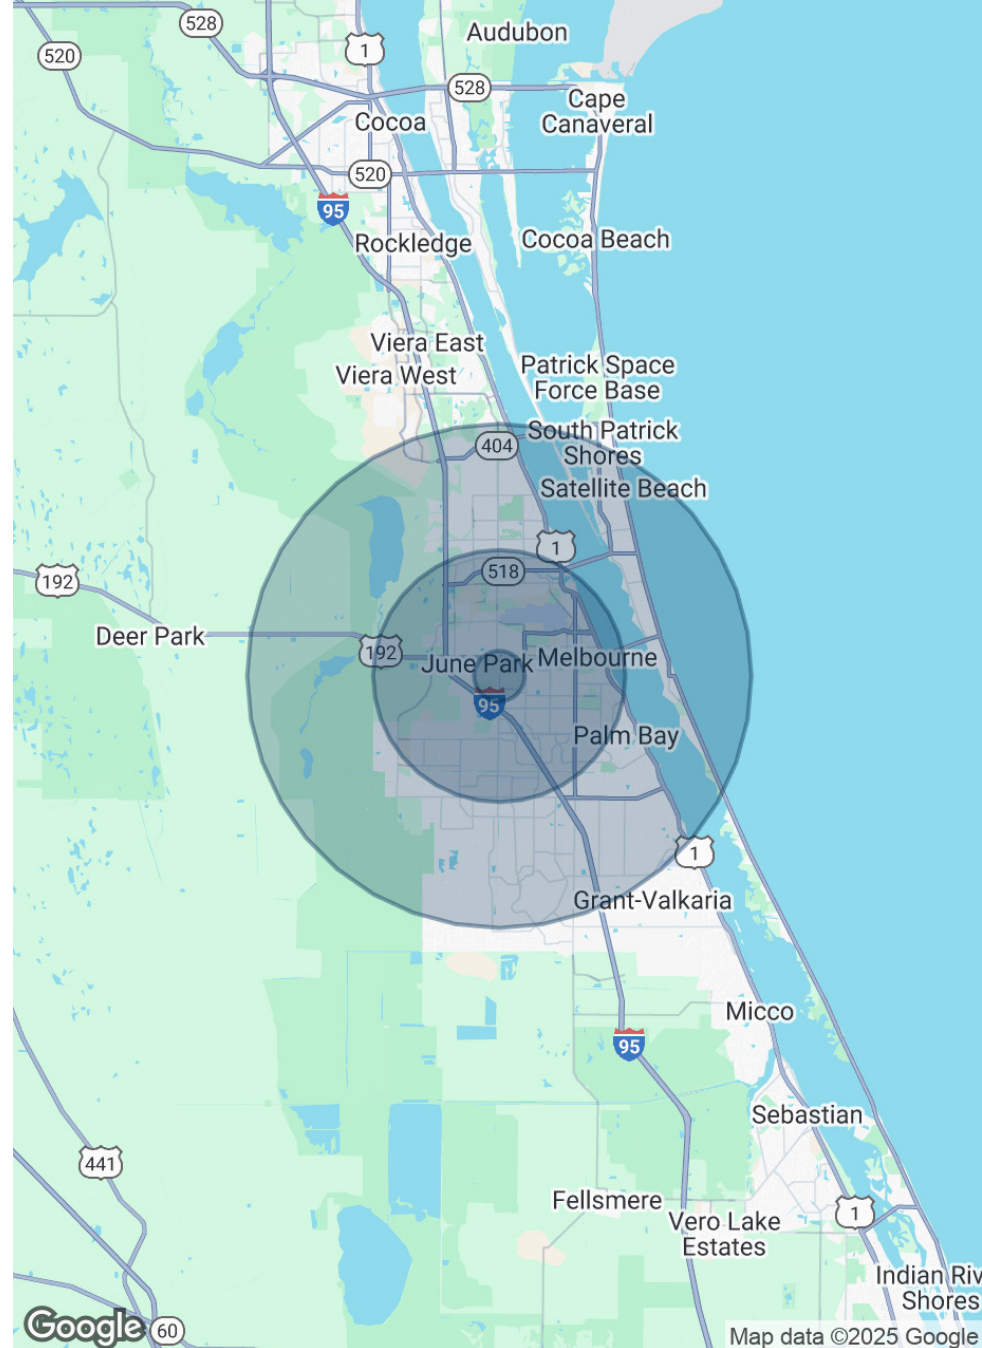 528
Audubon
1
520
528
Cape
Canaveral
Cocoa
520
95
Rockledge
Cocoa Beach
Viera East
Viera West
Patrick Space
Force Base
South Patrick
Shores
404
Satellite Beach
1
518
192
Deer Park
192
June Park
Melbourne
95
Palm Bay
1
Grant-Valkaria
Micco
95
Sebastian
441
Fellsmere
1
Vero Lake
Estates
Indian Riv
Shores
Google
60
Map data ©2025 Google